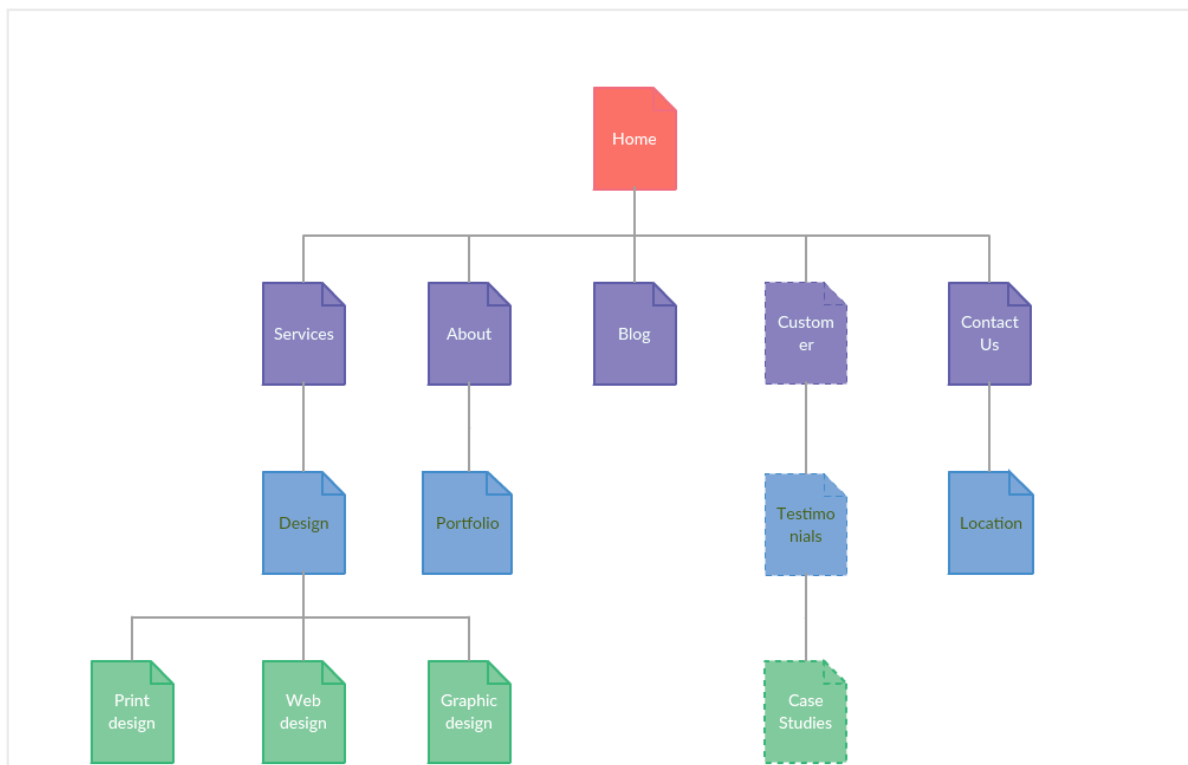 Home
Services
About
Blog
Custom
er
Contact
Us
Design
Portfolio
Testimo
nials
Location
Print
design
Web
design
Graphic
design
Case
Studies